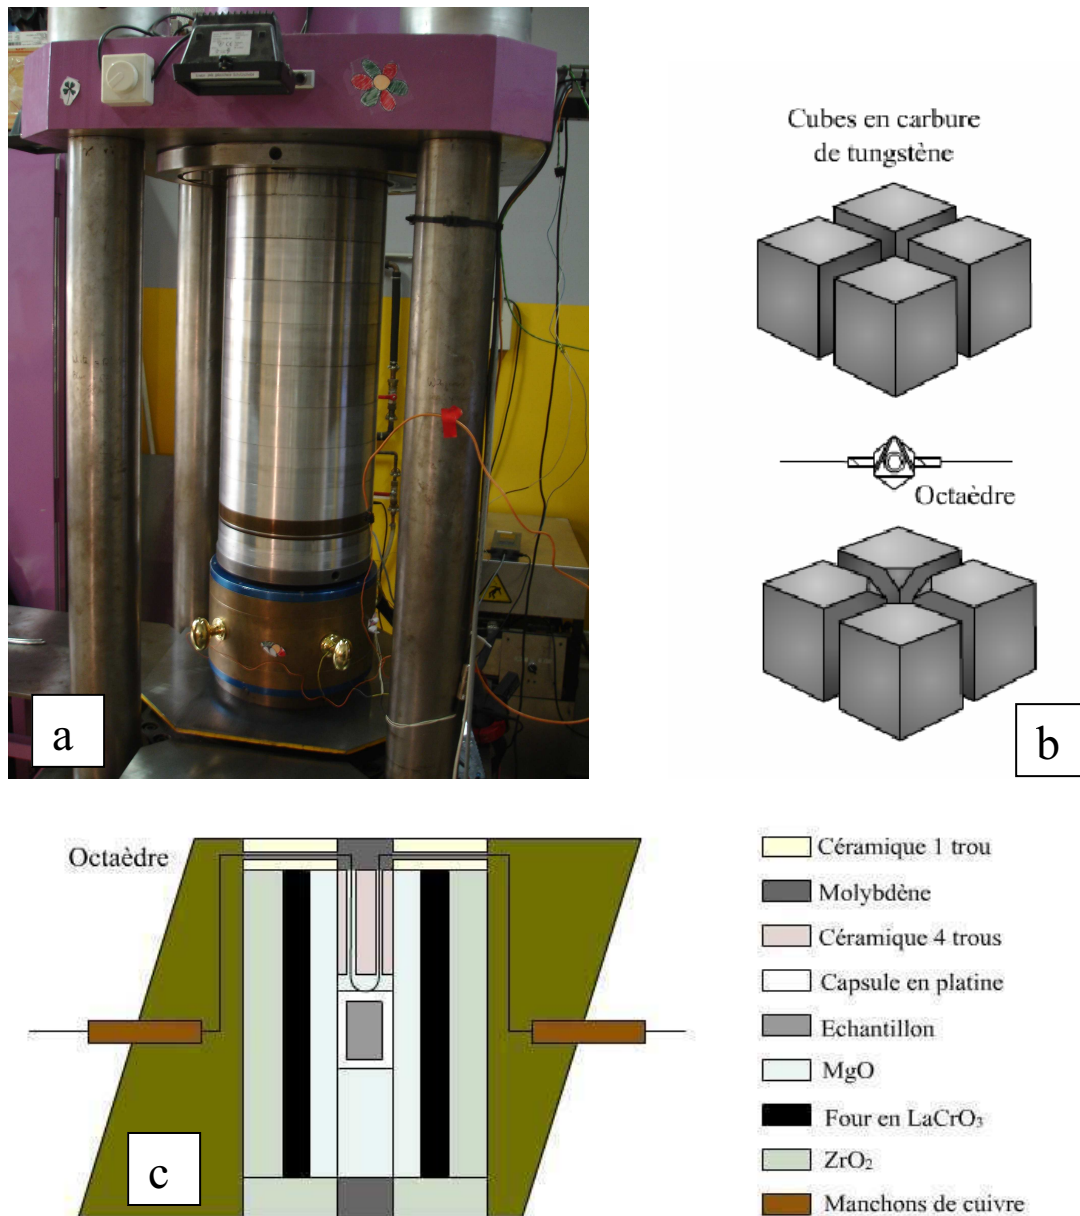 a
Cubes en carbure
de tungstène
Octaèdre
b
Octaèdre
c
Céramique 1 trou
Molybdène
Céramique 4 trous
Capsule en platine
Echantillon
MgO
Four en LaCrO₃
ZrO₂
Manchons de cuivre